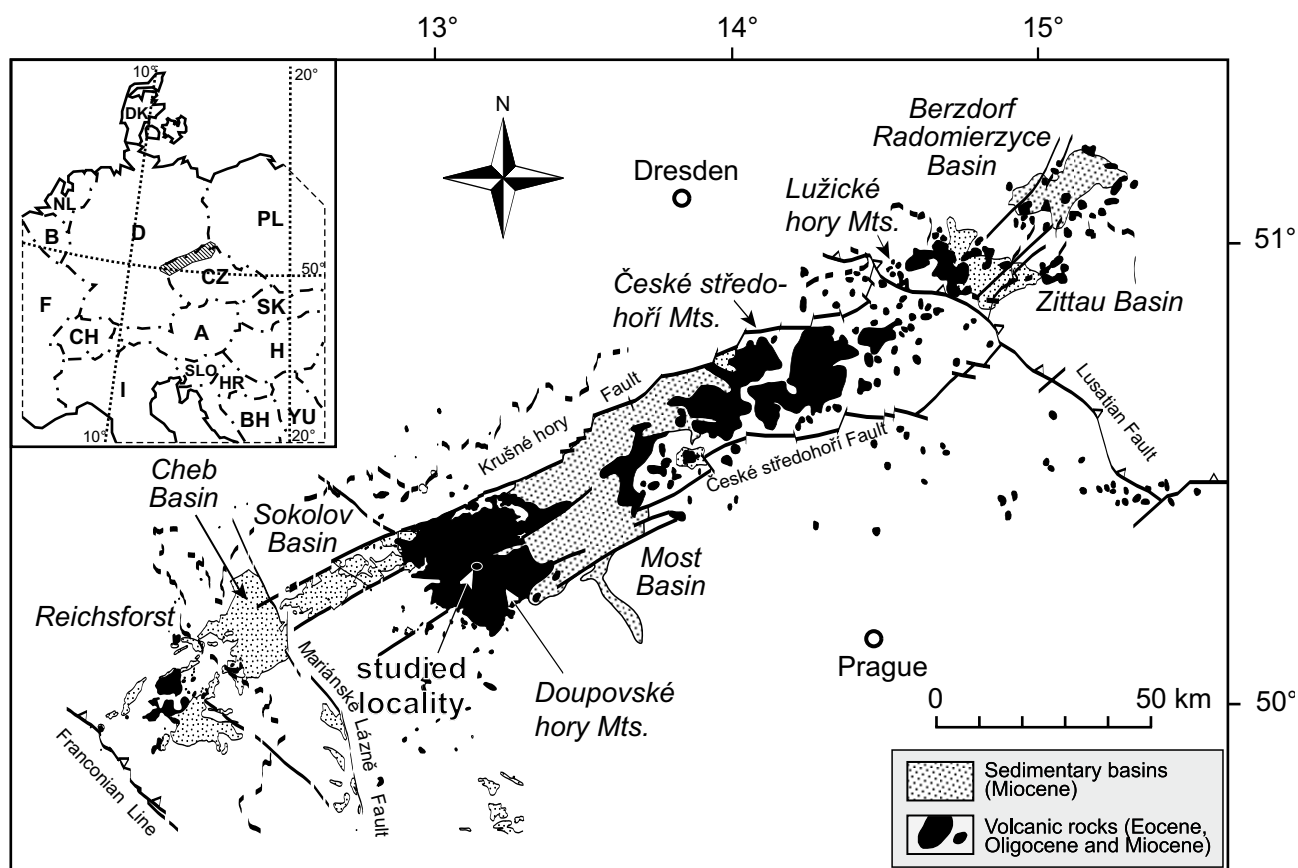 13°
14°
15°
10°
20°
DK
NL
B
D
PL
50°
CZ
F
SK
CH
A
H
SLO
HR
I
BH
YU
10°
20°
N
Dresden
Berzdorf
Radomierzyce
Basin
Lužické
hory Mts.
51°
České středo-
hoří Mts.
Zittau Basin
Krušné hory
Fault
Lusatian Fault
České středohoří Fault
Cheb
Basin
Sokolov
Basin
Most
Basin
Reichsforst
studied
locality
Mariánské Lázně
Fault
Doupovské
hory Mts.
Prague
0
50 km
50°
Franconian Line
Sedimentary basins
(Miocene)
Volcanic rocks (Eocene,
Oligocene and Miocene)